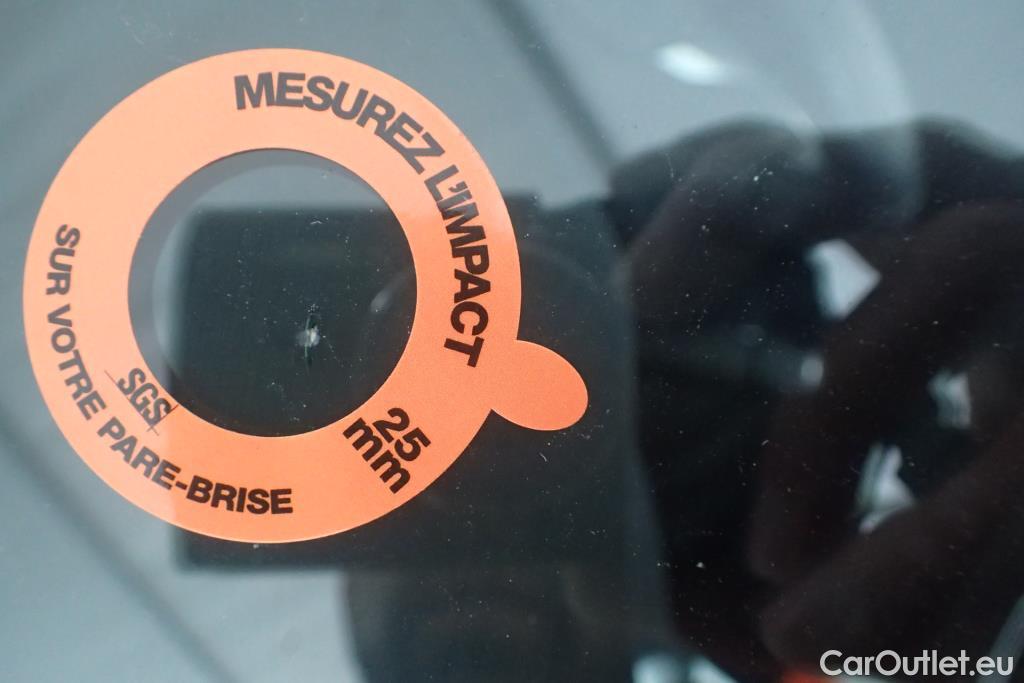 MESUREZ L'IMPACT
SUR VOTRE PARE-BRISE
SGS
25
mm
CarOutlet.eu